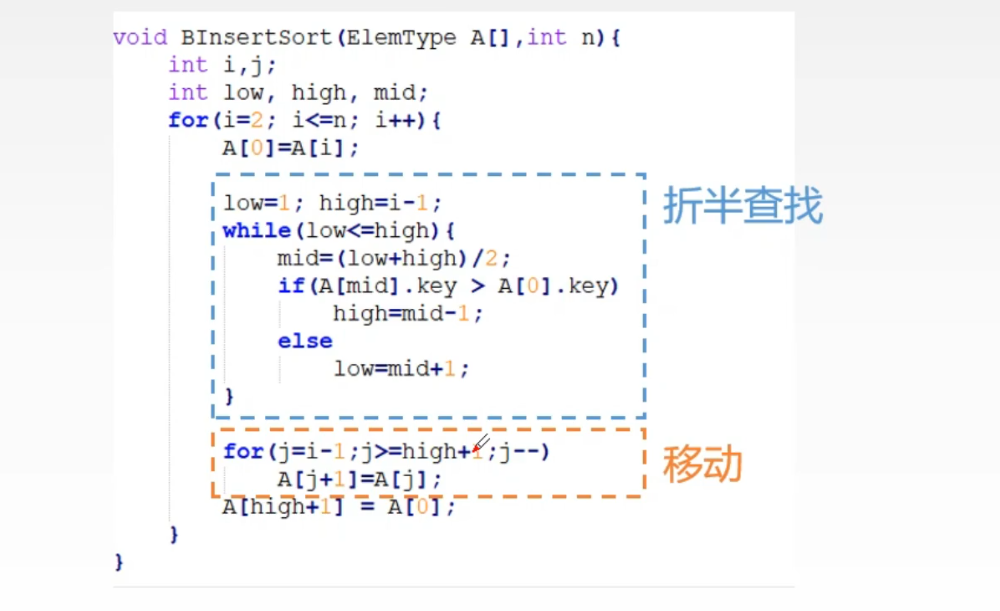 void BInsertSort(ElemType A[],int n){
int i,j;
int low, high, mid;
for(i=2; i<=n; i++){
A[0]=A[i];
low=1; high=i-1;
while(low<=high){
mid=(low+high)/2;
if(A[mid].key > A[0].key)
high=mid-1;
else
low=mid+1;
}
折半查找
for(j=i-1;j>=high+1;j--)
A[j+1]=A[j];
移动
A[high+1] = A[0];
}
}